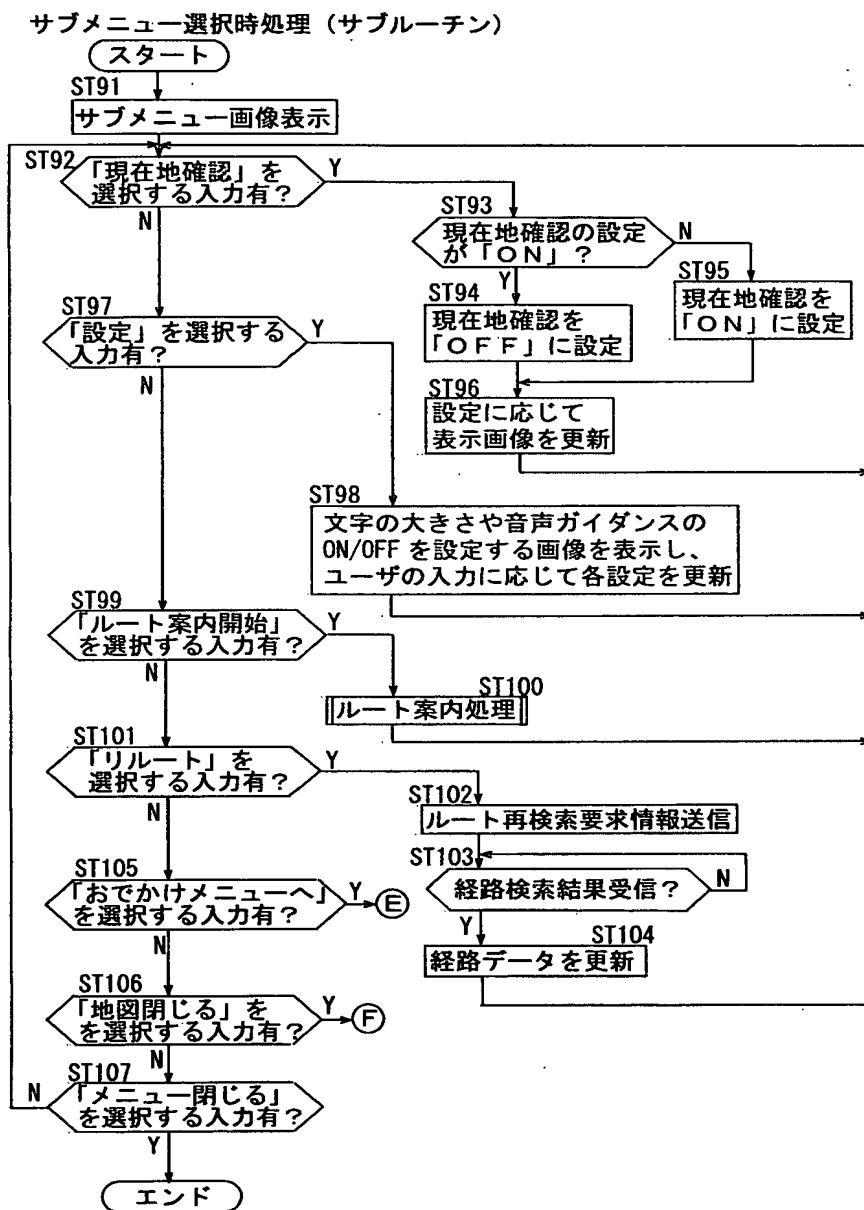 サブメニュー選択時処理(サブルーチン)
スタート
ST91
サブメニュー画像表示
ST92
「現在地確認」を
選択する入力有?
Y
N
ST93
現在地確認の設定
が「ON」?
N
Y
ST94
現在地確認を
「OFF」に設定
ST95
現在地確認を
「ON」に設定
ST96
設定に応じて
表示画像を更新
ST97
「設定」を選択する
入力有?
Y
N
ST98
文字の大きさや音声ガイダンスの
ON/OFFを設定する画像を表示し、
ユーザの入力に応じて各設定を更新
ST99
「ルート案内開始」
を選択する入力有?
Y
N
ST100
ルート案内処理
ST101
「リルート」を
選択する入力有?
Y
N
ST102
ルート再検索要求情報送信
ST103
経路検索結果受信?
N
Y
ST104
経路データを更新
ST105
「おでかけメニューへ」
を選択する入力有?
Y
E
N
ST106
「地図閉じる」を
を選択する入力有?
Y
F
N
ST107
「メニュー閉じる」
を選択する入力有?
N
Y
エンド